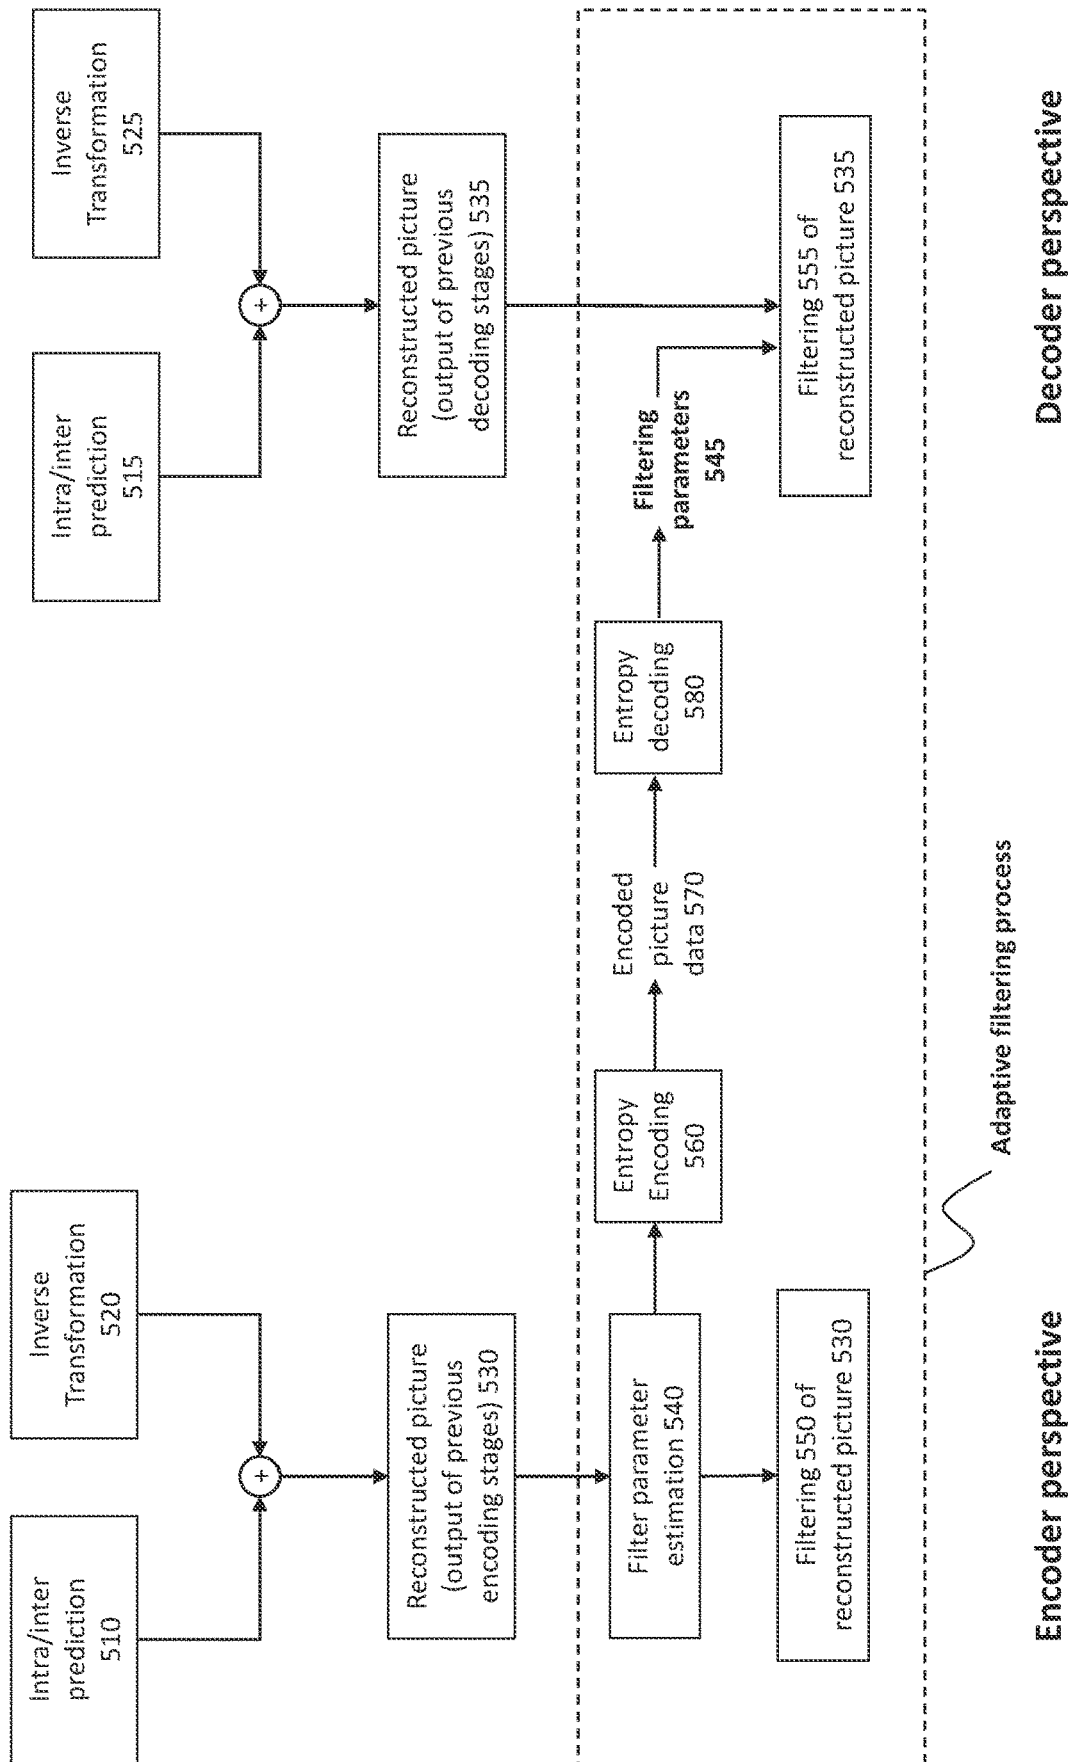 Intra/inter
prediction
510
Inverse
Transformation
520
+
Reconstructed picture
(output of previous
encoding stages) 530
Filter parameter
estimation 540
Filtering 550 of
reconstructed picture 530
Entropy
Encoding
560
Encoded
picture
data 570
Entropy
decoding
580
Filtering
parameters
545
Intra/inter
prediction
515
Inverse
Transformation
525
+
Reconstructed picture
(output of previous
decoding stages) 535
Filtering 555 of
reconstructed picture 535
Adaptive filtering process
Encoder perspective
Decoder perspective